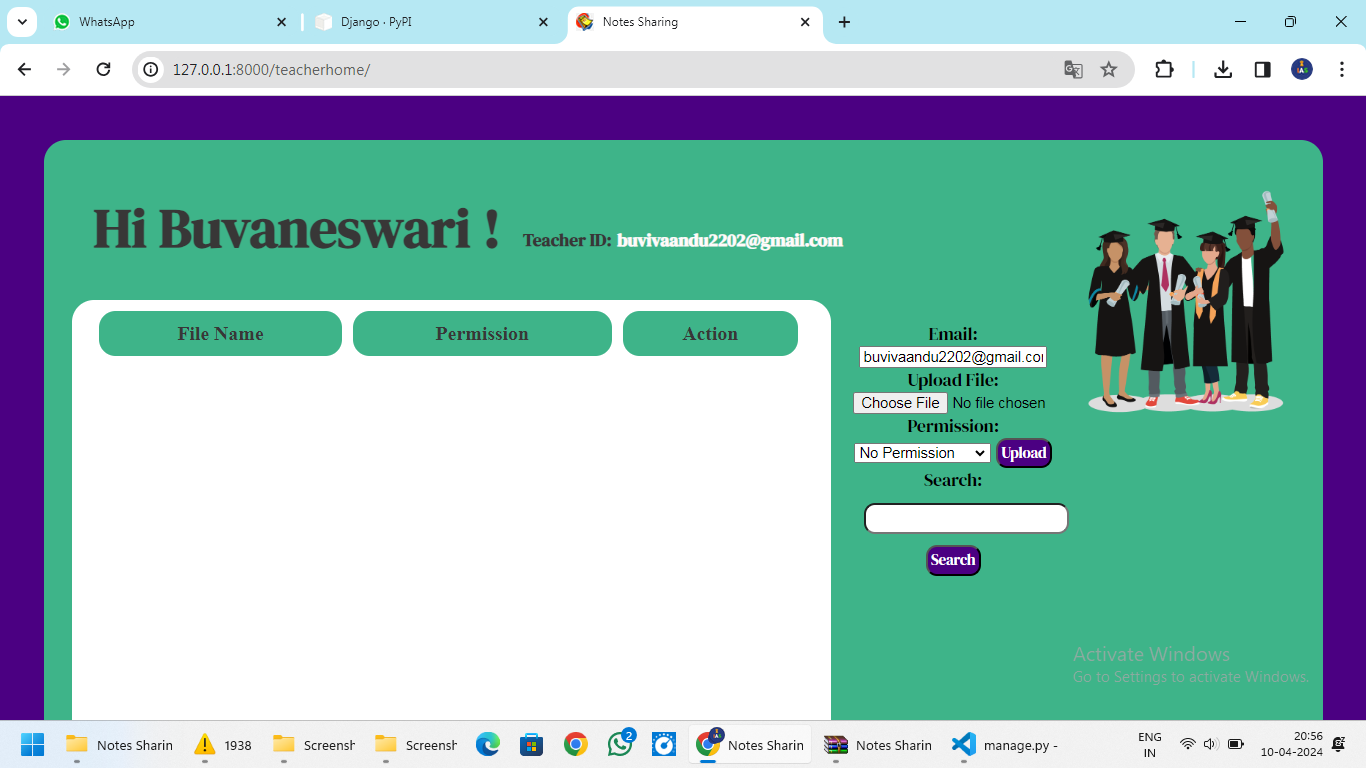 WhatsApp
Django · PyPI
Notes Sharing
127.0.0.1:8000/teacherhome/
Hi Buvaneswari !
Teacher ID: buvivaandu2202@gmail.com
File Name Permission Action
Email:
buvivaandu2202@gmail.co
Upload File:
Choose File No file chosen
Permission:
No Permission Upload
Search:
Search
Activate Windows
Go to Settings to activate Windows.
Notes Sharin
1938
Screensh
Screensh
2
Notes Sharin
Notes Sharin
manage.py -
ENG
IN
20:56
10-04-2024